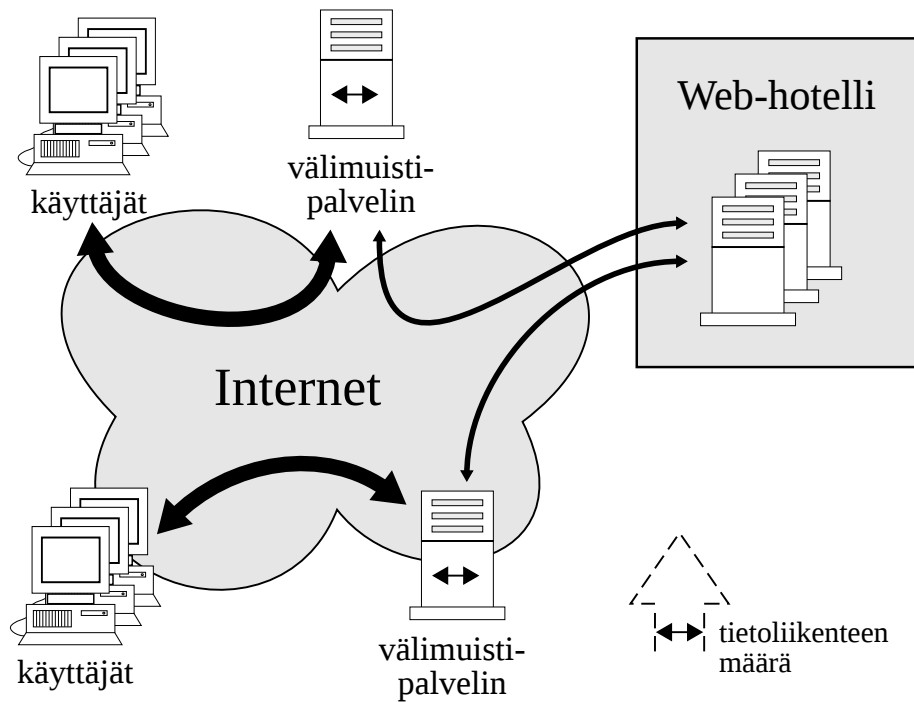 käyttäjät
välimuisti-
palvelin
Web-hotelli
Internet
käyttäjät
välimuisti-
palvelin
tietoliikenteen
määrä